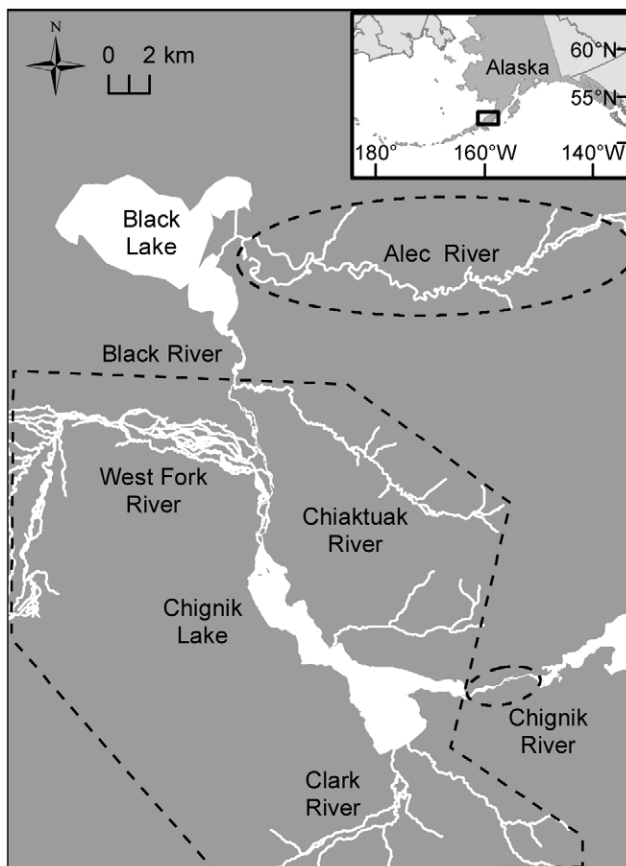 N
0 2 km
60°N
Alaska
55°N
180° 160°W 140°W
Black
Lake
Alec River
Black River
West Fork
River
Chiaktuak
River
Chignik
Lake
Chignik
River
Clark
River